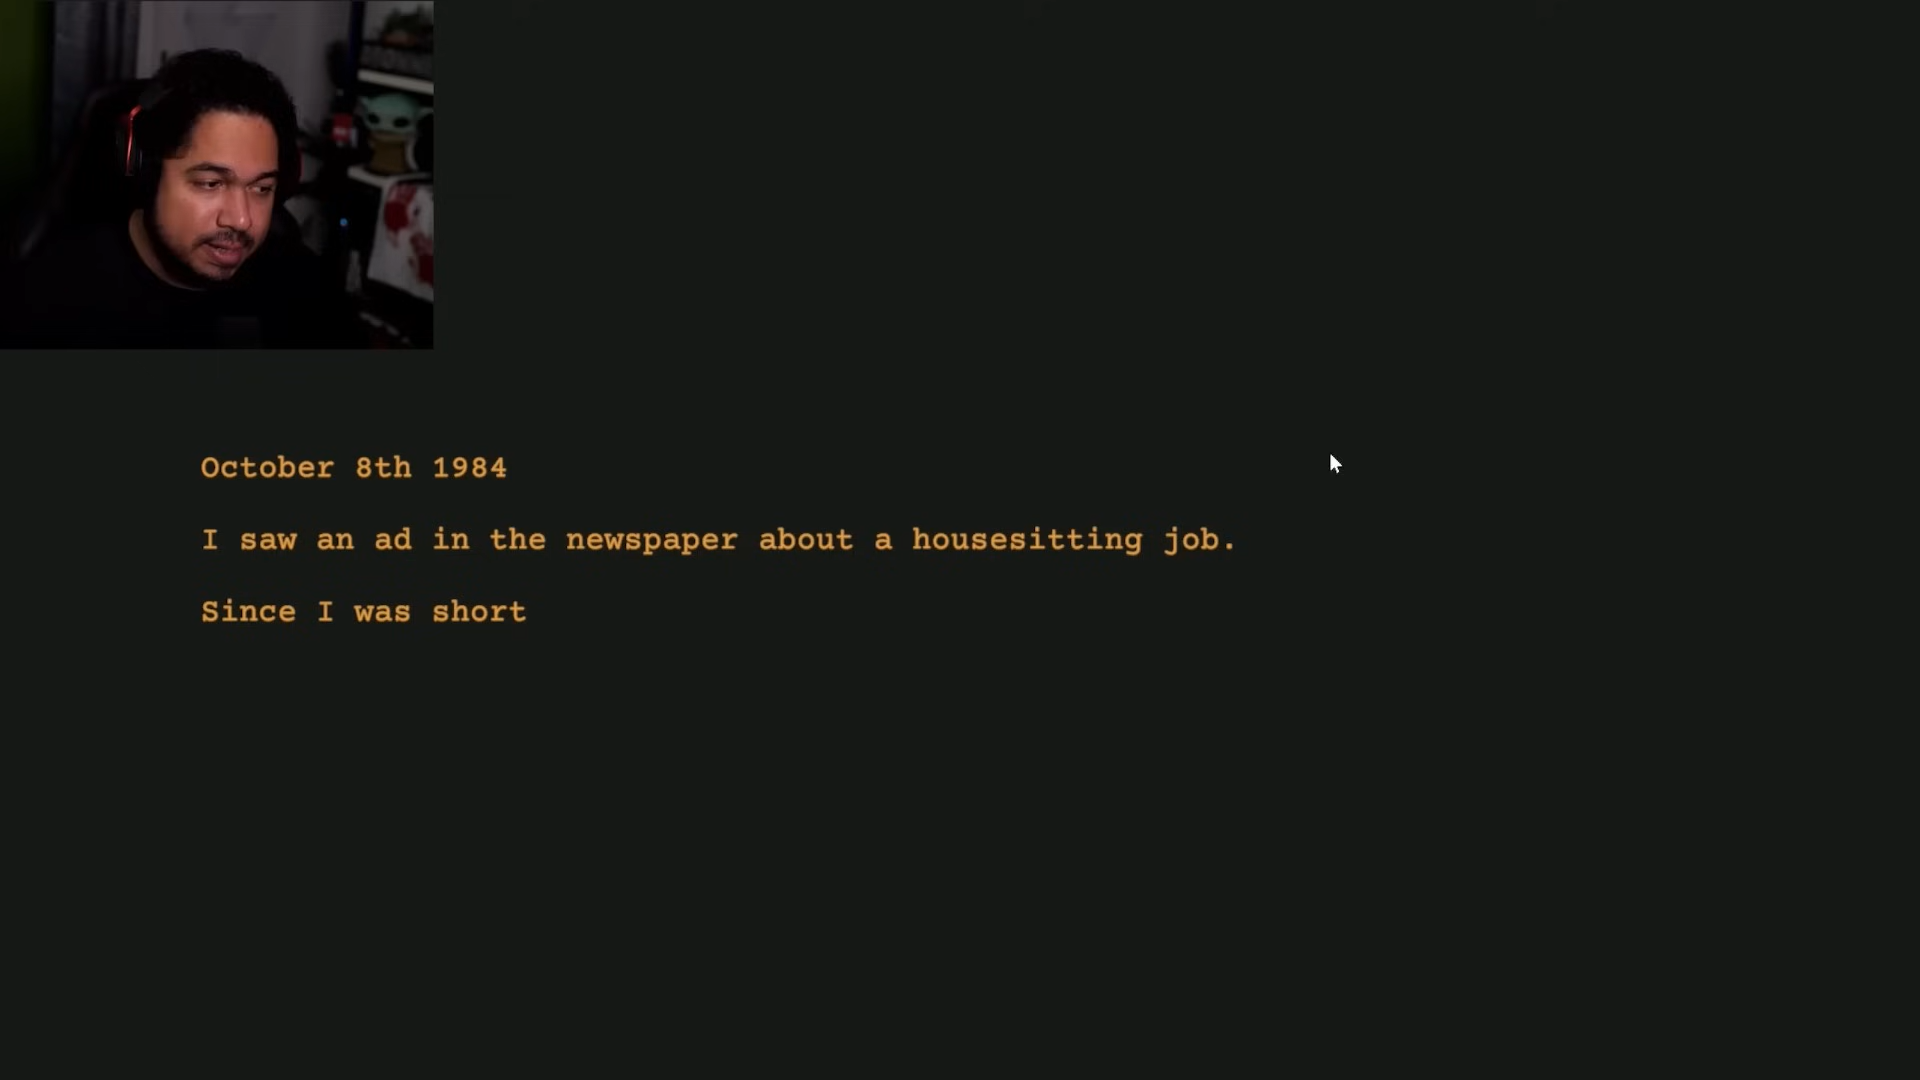 October 8th 1984
I saw an ad in the newspaper about a housesitting job.
Since I was short